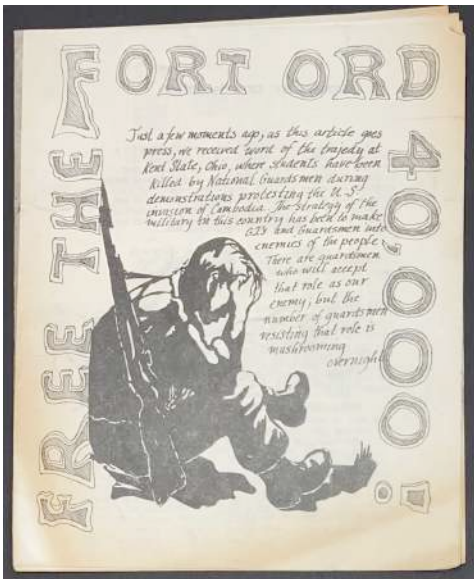 FREE THE FORT ORD 40,000!
Just a few moments ago, as this article goes
press, we received word of the tragedy at
Kent State, Ohio, where students have been
killed by National Guardsmen during
demonstrations protesting the U.S.
invasion of Cambodia. The strategy of the
military in this country has been to make
GI's and Guardsmen into
enemies of the people.
There are guardsmen
who will accept
that role as our
enemy, but the
number of guardsmen
resisting that role is
mushrooming
overnight